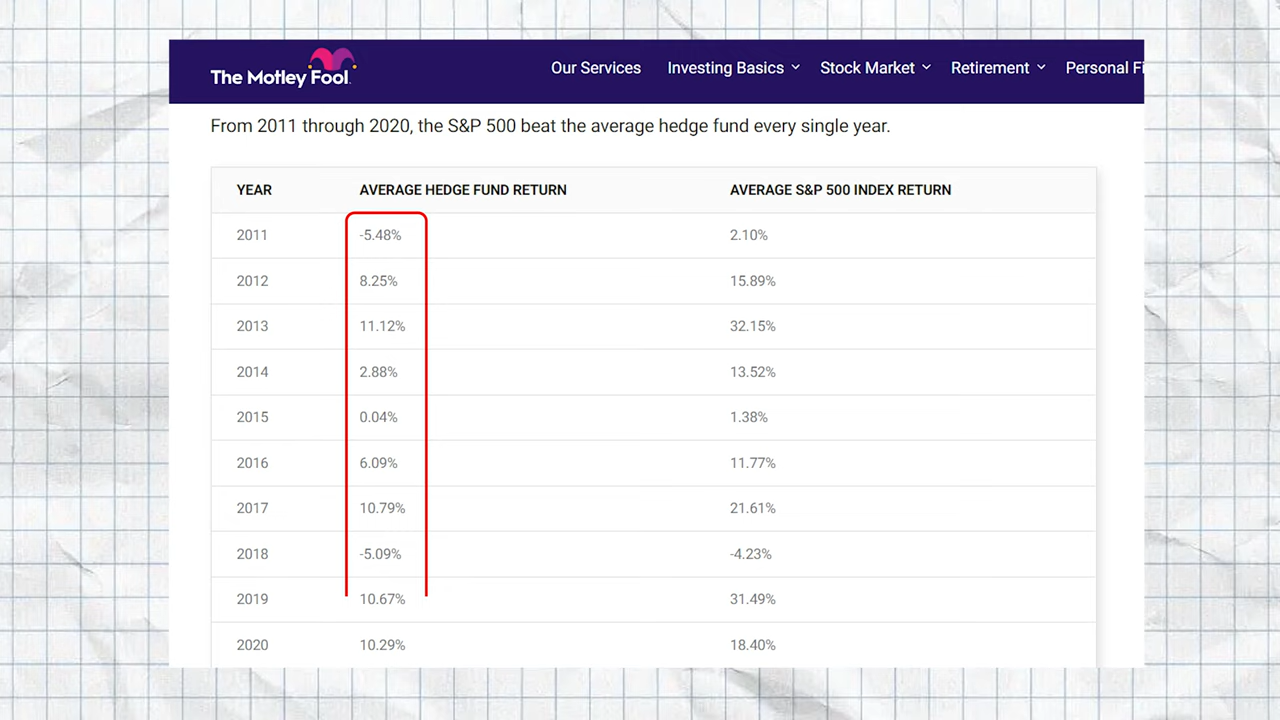 The Motley Fool.
Our Services Investing Basics Stock Market Retirement Personal Fi
From 2011 through 2020, the S&P 500 beat the average hedge fund every single year.
YEAR AVERAGE HEDGE FUND RETURN AVERAGE S&P 500 INDEX RETURN
2011 -5.48% 2.10%
2012 8.25% 15.89%
2013 11.12% 32.15%
2014 2.88% 13.52%
2015 0.04% 1.38%
2016 6.09% 11.77%
2017 10.79% 21.61%
2018 -5.09% -4.23%
2019 10.67% 31.49%
2020 10.29% 18.40%